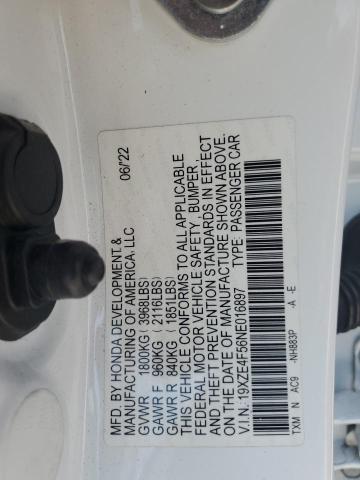 MFD. BY HONDA DEVELOPMENT & 06/'22
MANUFACTURING OF AMERICA, LLC
GVWR 1800KG ( 3968LBS)
GAWR F 960KG ( 2116LBS)
GAWR R 840KG ( 1851LBS)
THIS VEHICLE CONFORMS TO ALL APPLICABLE
FEDERAL MOTOR VEHICLE SAFETY, BUMPER,
AND THEFT PREVENTION STANDARDS IN EFFECT
ON THE DATE OF MANUFACTURE SHOWN ABOVE.
V.I.N: 19XZE4F56NE016897 TYPE: PASSENGER CAR
TXM N AC9 -NH883P -A -E